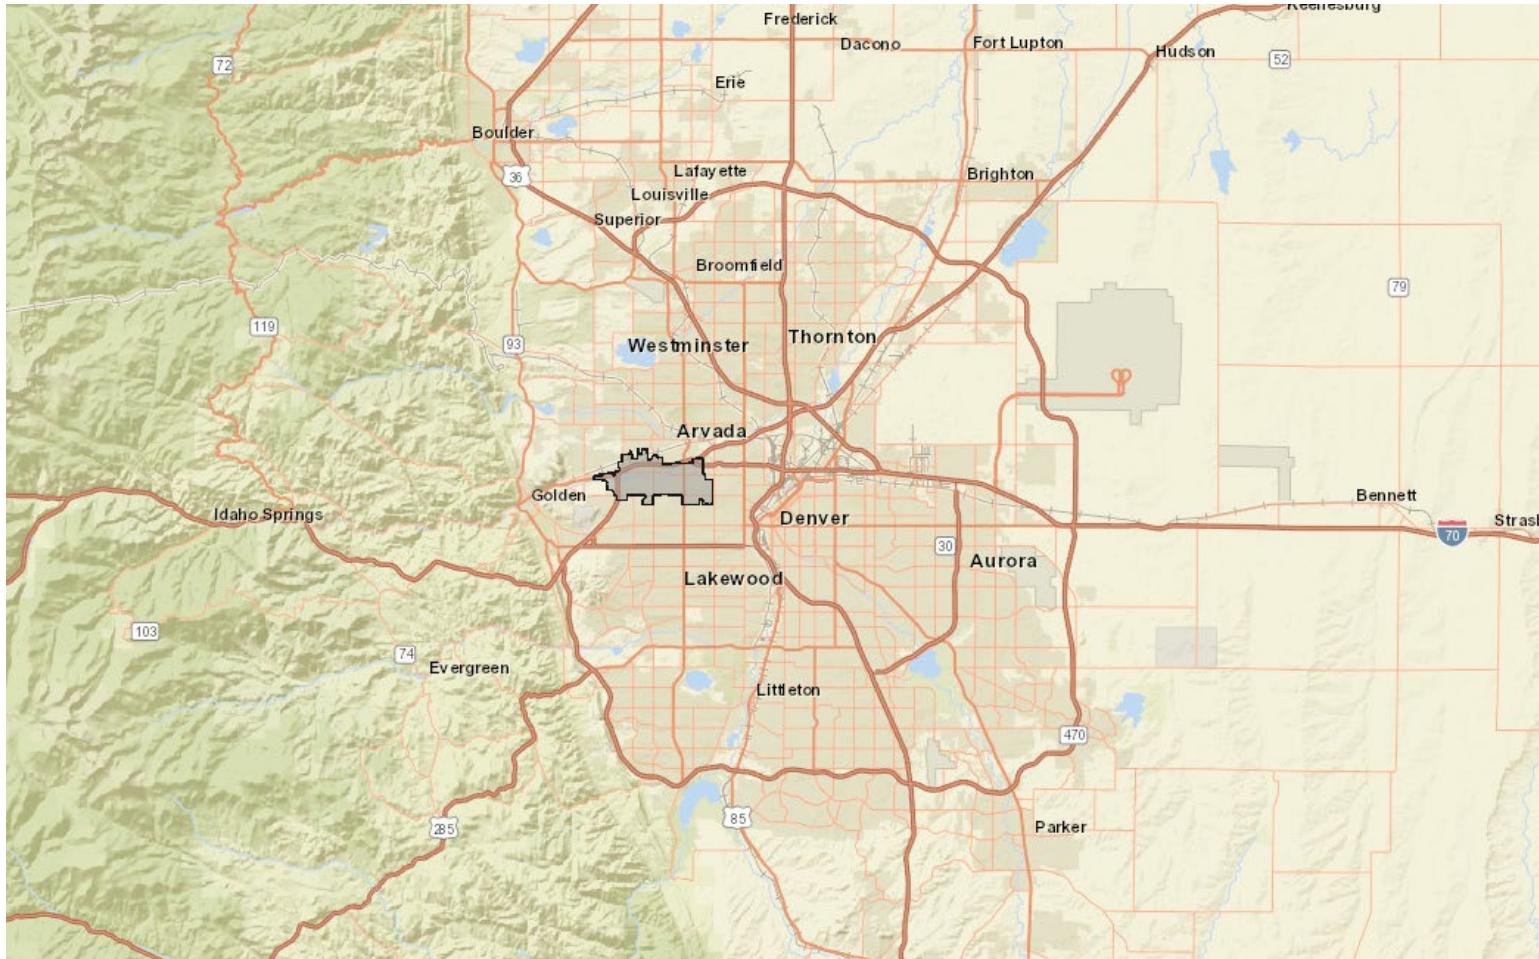 Keenesburg
Frederick
Dacono
Fort Lupton
Hudson
72
52
Erie
Boulder
36
Lafayette
Brighton
Louisville
Superior
Broomfield
79
119
Thornton
93
Westminster
Arvada
Golden
Bennett
Idaho Springs
Denver
Stras
70
30
Aurora
Lakewood
103
74
Evergreen
Littleton
470
85
285
Parker